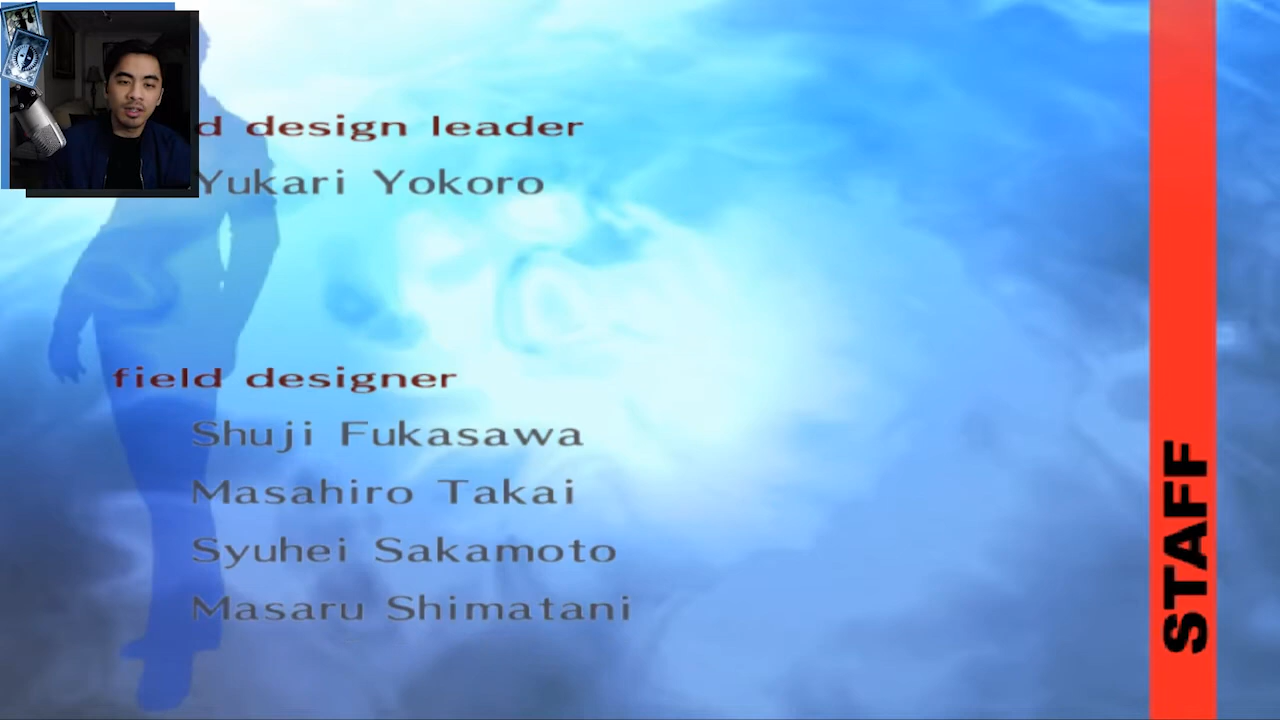 d design leader
Yukari Yokoro
field designer
Shuji Fukasawa
Masahiro Takai
Syuhei Sakamoto
Masaru Shimatani
STAFF